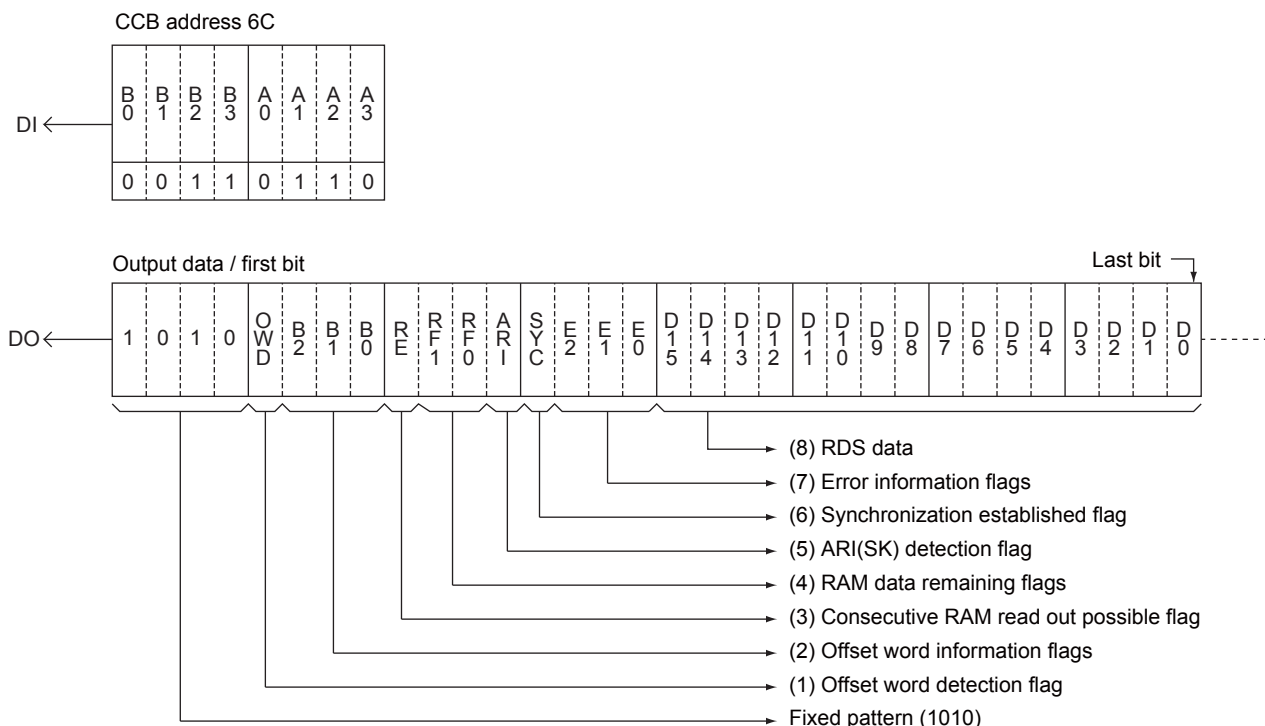 CCB address 6C
B0 B1 B2 B3 A0 A1 A2 A3
DI
0 0 1 1 0 1 1 0
Output data / first bit
Last bit
DO
1 0 1 0 OWD B2 B1 B0 RE RF1 RF0 ARI SYC E2 E1 E0 D15 D14 D13 D12 D11 D10 D9 D8 D7 D6 D5 D4 D3 D2 D1 D0
(8) RDS data
(7) Error information flags
(6) Synchronization established flag
(5) ARI(SK) detection flag
(4) RAM data remaining flags
(3) Consecutive RAM read out possible flag
(2) Offset word information flags
(1) Offset word detection flag
Fixed pattern (1010)